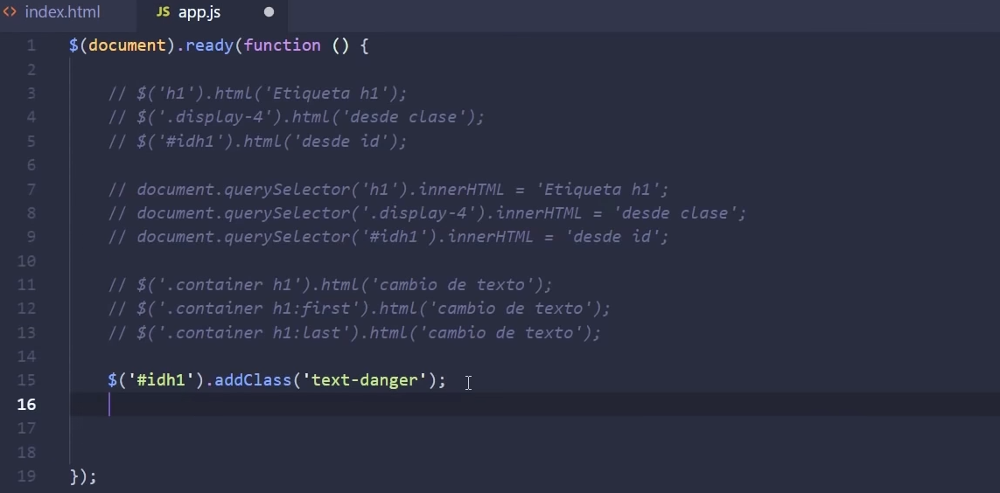 <> index.html JS app.js
1 $(document).ready(function () {
2
3 // $('h1').html('Etiqueta h1');
4 // $('.display-4').html('desde clase');
5 // $('#idh1').html('desde id');
6
7 // document.querySelector('h1').innerHTML = 'Etiqueta h1';
8 // document.querySelector('.display-4').innerHTML = 'desde clase';
9 // document.querySelector('#idh1').innerHTML = 'desde id';
10
11 // $('.container h1').html('cambio de texto');
12 // $('.container h1:first').html('cambio de texto');
13 // $('.container h1:last').html('cambio de texto');
14
15 $('#idh1').addClass('text-danger');
16
17
18
19 });